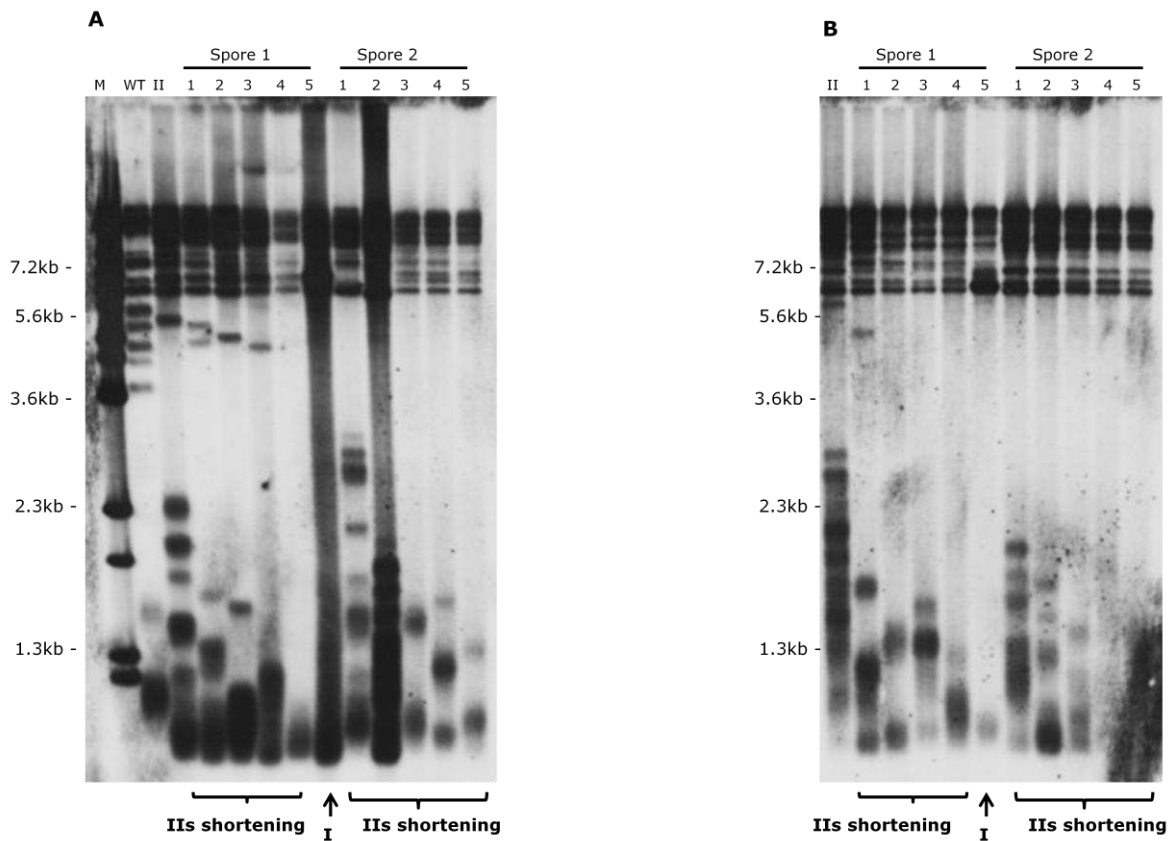 A
B
Spore 1
Spore 2
Spore 1
Spore 2
M WT II 1 2 3 4 5 1 2 3 4 5
II 1 2 3 4 5 1 2 3 4 5
7.2kb -
5.6kb -
3.6kb -
2.3kb -
1.3kb -
7.2kb -
5.6kb -
3.6kb -
2.3kb -
1.3kb -
IIs shortening
I
IIs shortening
IIs shortening
I
IIs shortening